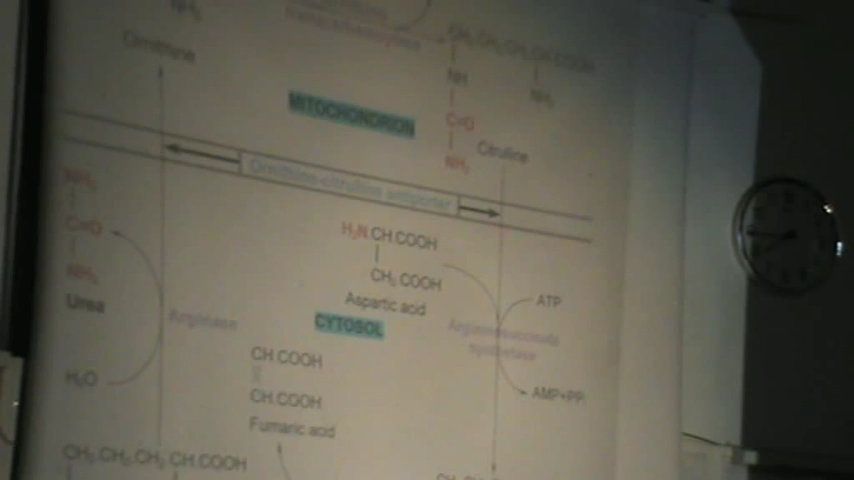 NH₂
Ornithine
CH₂.CH₂.CH₂.CH.COOH
NH
NH₂
C=O
NH₂
MITOCHONDRION
Citrulline
Ornithine-citrulline antiporter
NH₂
C=O
NH₂
Urea
H₂N.CH.COOH
CH₂.COOH
Aspartic acid
ATP
Arginase
CYTOSOL
Argininosuccinate
synthetase
CH.COOH
H₂O
CH.COOH
AMP+PPi
Fumaric acid
CH₂.CH₂.CH₂.CH.COOH